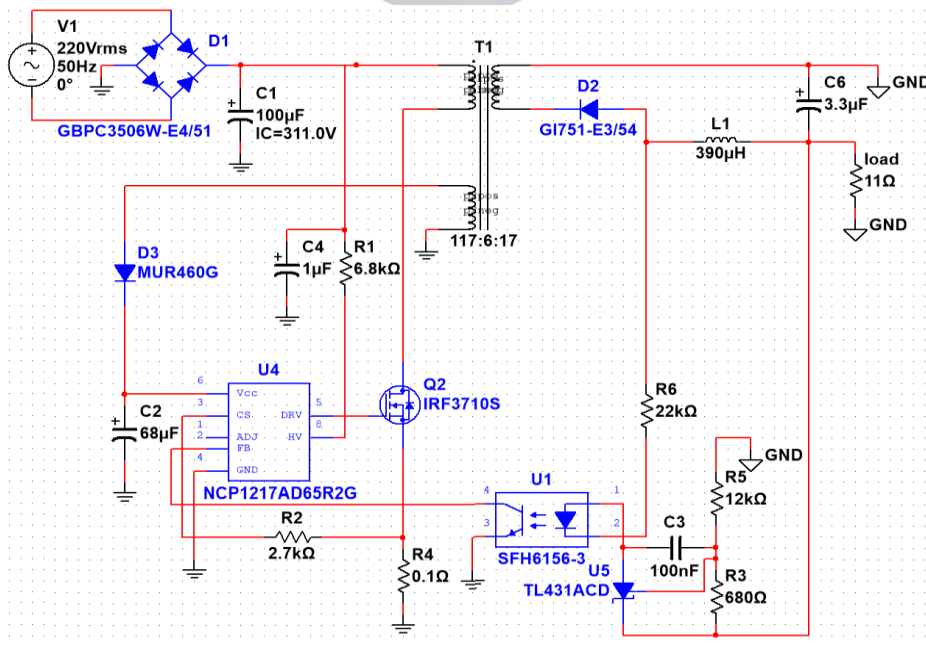 V1
220Vrms
50Hz
0°
D1
GBPC3506W-E4/51
C1
100µF
IC=311.0V
T1
117:6:17
D2
GI751-E3/54
C6
3.3µF
GND
L1
390µH
load
11Ω
GND
D3
MUR460G
C4
1µF
R1
6.8kΩ
U4
6
Vcc
3
CS
1
2
ADJ
FB
4
GND
5
DRV
8
HV
NCP1217AD65R2G
C2
68µF
Q2
IRF3710S
R6
22kΩ
R2
2.7kΩ
R4
0.1Ω
U1
4
3
1
2
SFH6156-3
C3
100nF
U5
TL431ACD
GND
R5
12kΩ
R3
680Ω